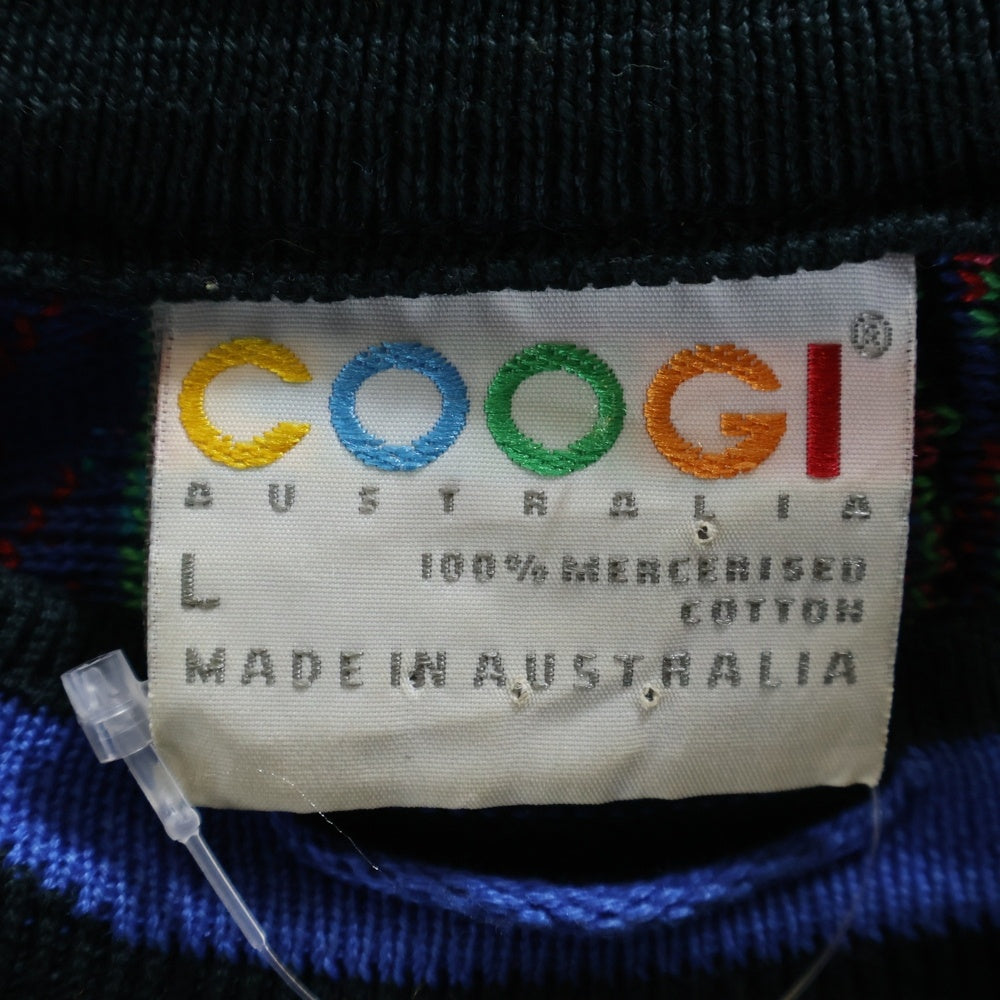 COOGI®
AUSTRALIA
L 100% MERCERISED
COTTON
MADE IN AUSTRALIA